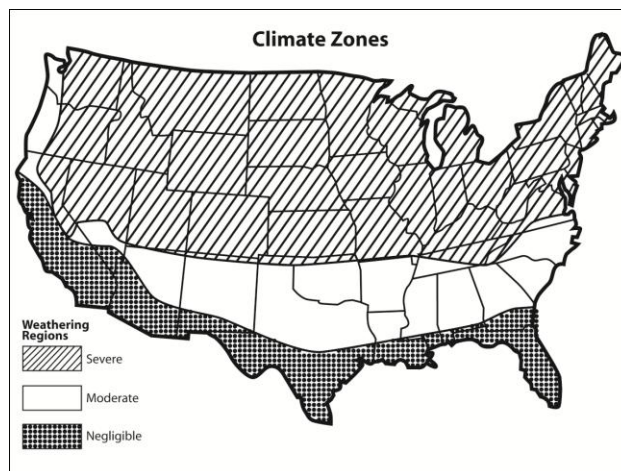 Climate Zones
Weathering
Regions
Severe
Moderate
Negligible